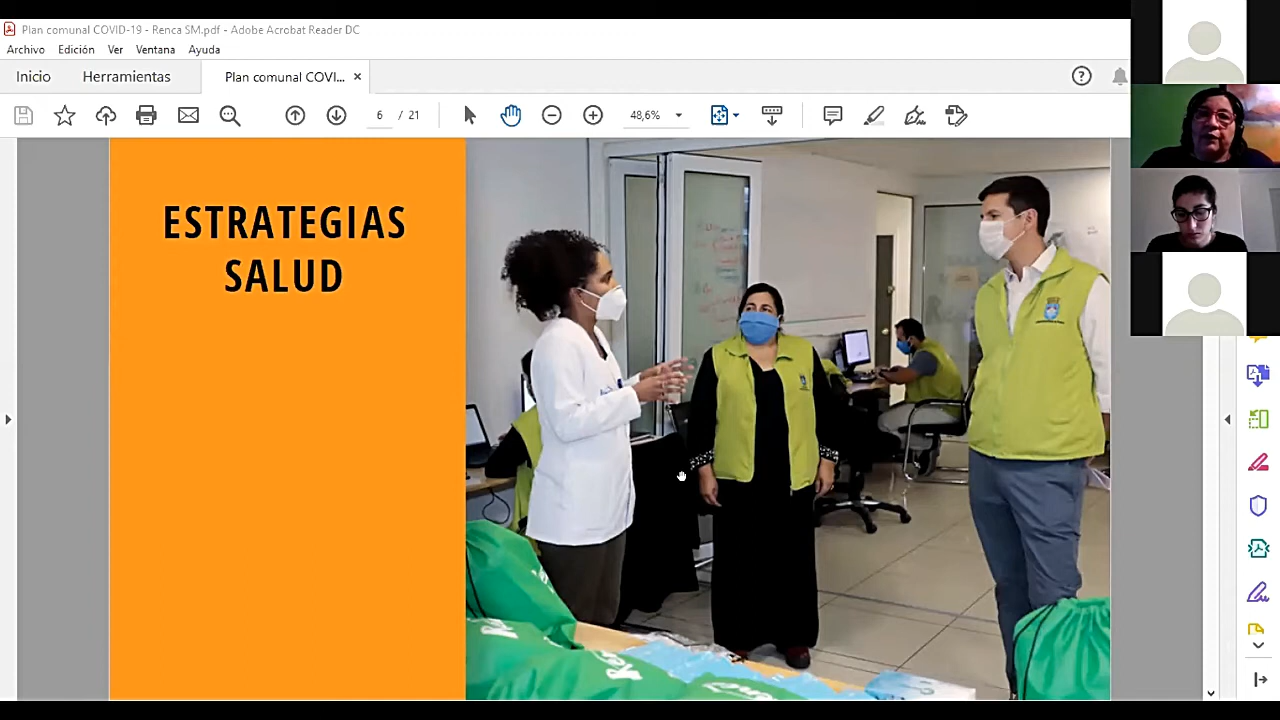 Plan comunal COVID-19 - Renca SM.pdf - Adobe Acrobat Reader DC
Archivo Edición Ver Ventana Ayuda
Inicio Herramientas Plan comunal COVI... ×
6 / 21 48,6%
ESTRATEGIAS
SALUD